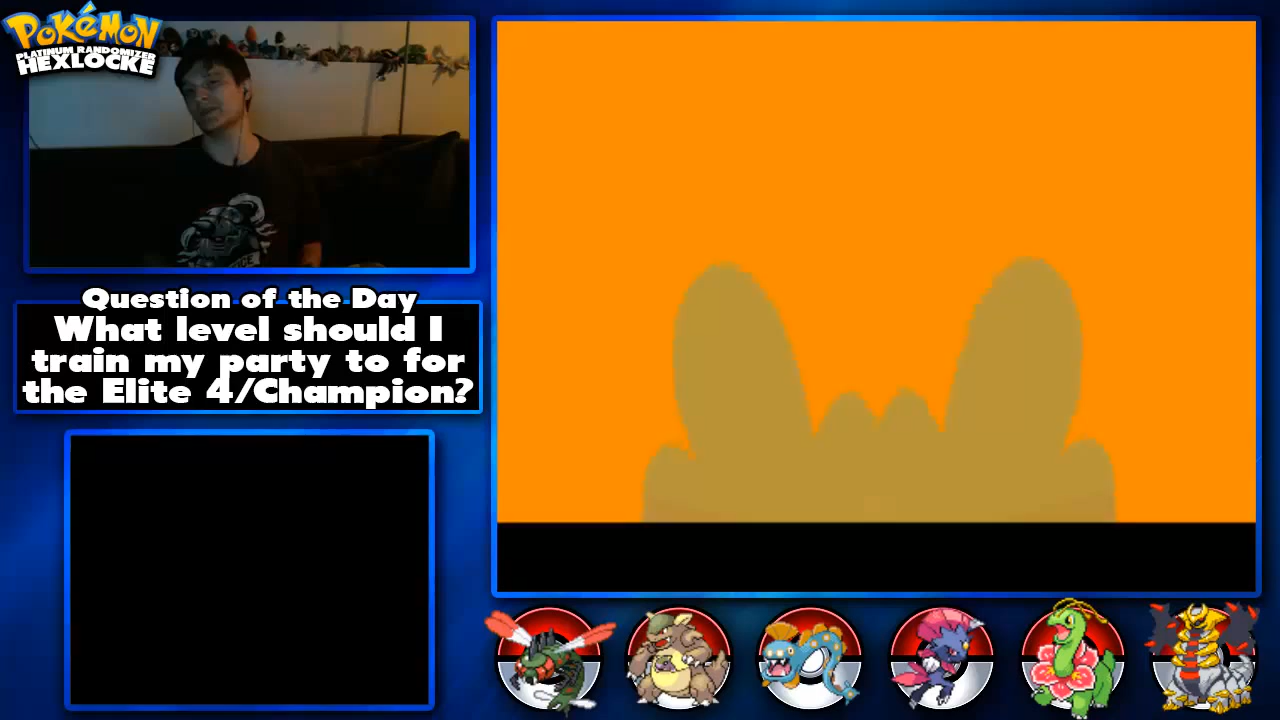 POKéMON
PLATINUM RANDOMIZER
HEXLOCKE
Question of the Day
What level should I
train my party to for
the Elite 4/Champion?